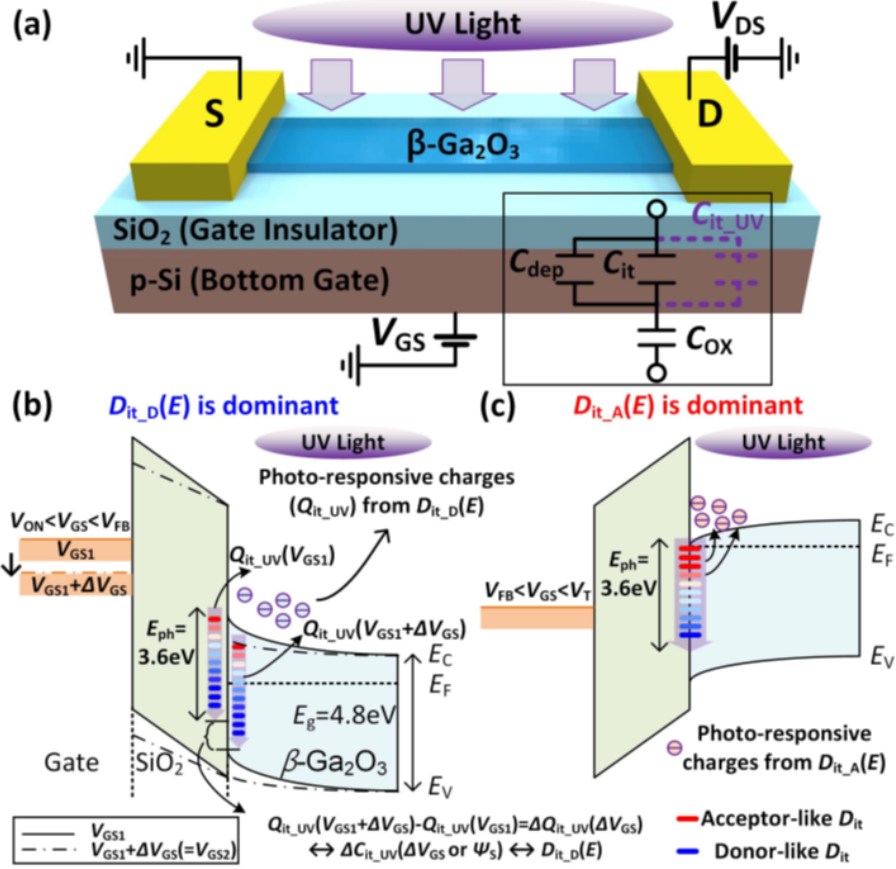 (a)
UV Light
V_DS
S
D
β-Ga₂O₃
SiO₂ (Gate Insulator)
p-Si (Bottom Gate)
C_it_UV
C_dep
C_it
C_OX
V_GS
(b)
D_it_D(E) is dominant
UV Light
Photo-responsive charges
(Q_it_UV) from D_it_D(E)
V_ON<V_GS<V_FB
V_GS1
V_GS1+ΔV_GS
Q_it_UV(V_GS1)
Q_it_UV(V_GS1+ΔV_GS)
E_ph=
3.6eV
E_C
E_F
E_g=4.8eV
β-Ga₂O₃
E_V
Gate
SiO₂
V_GS1
V_GS1+ΔV_GS(=V_GS2)
Q_it_UV(V_GS1+ΔV_GS)-Q_it_UV(V_GS1)=ΔQ_it_UV(ΔV_GS)
↔ ΔC_it_UV(ΔV_GS or Ψ_S) ↔ D_it_D(E)
(c)
D_it_A(E) is dominant
UV Light
E_C
E_F
E_ph=
3.6eV
V_FB<V_GS<V_T
E_V
Photo-responsive
charges from D_it_A(E)
Acceptor-like D_it
Donor-like D_it